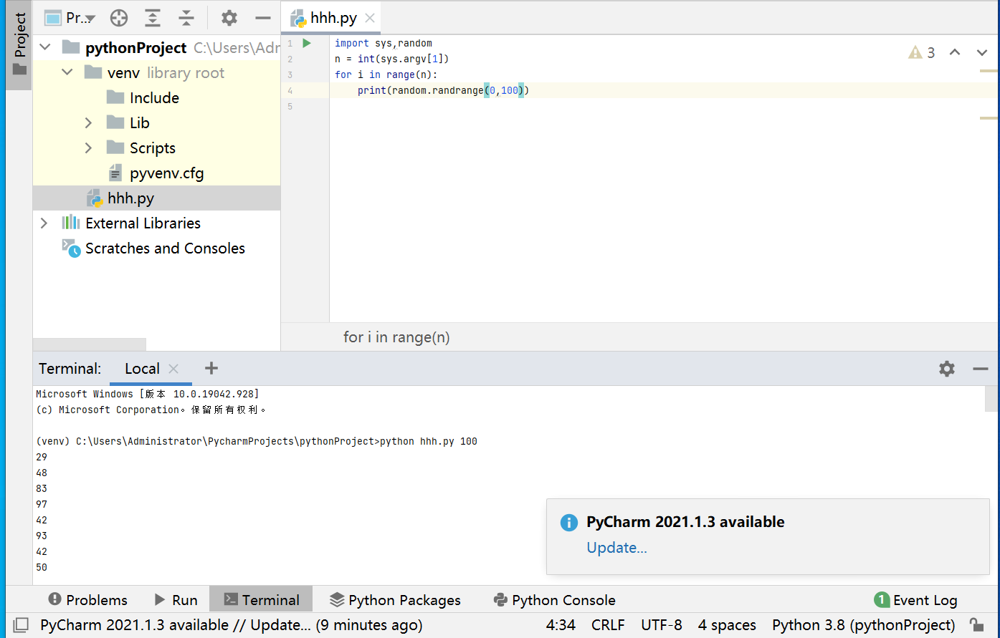 Project
Pr...
hhh.py
pythonProject C:\Users\Adr
venv library root
Include
Lib
Scripts
pyvenv.cfg
hhh.py
External Libraries
Scratches and Consoles
1 import sys,random
2 n = int(sys.argv[1])
3 for i in range(n):
4 print(random.randrange(0,100))
5
3
for i in range(n)
Terminal: Local
Microsoft Windows [版本 10.0.19042.928]
(c) Microsoft Corporation。保留所有权利。
(venv) C:\Users\Administrator\PycharmProjects\pythonProject>python hhh.py 100
29
48
83
97
42
93
42
50
PyCharm 2021.1.3 available
Update...
Problems Run Terminal Python Packages Python Console 1 Event Log
PyCharm 2021.1.3 available // Update... (9 minutes ago) 4:34 CRLF UTF-8 4 spaces Python 3.8 (pythonProject)